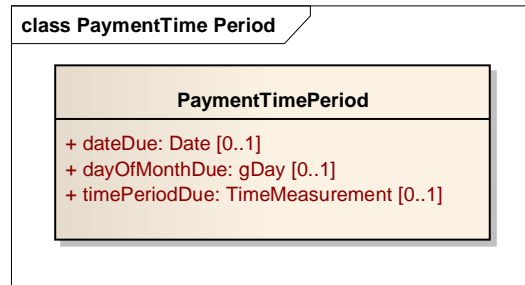 class PaymentTime Period
PaymentTimePeriod
+ dateDue: Date [0..1]
+ dayOfMonthDue: gDay [0..1]
+ timePeriodDue: TimeMeasurement [0..1]